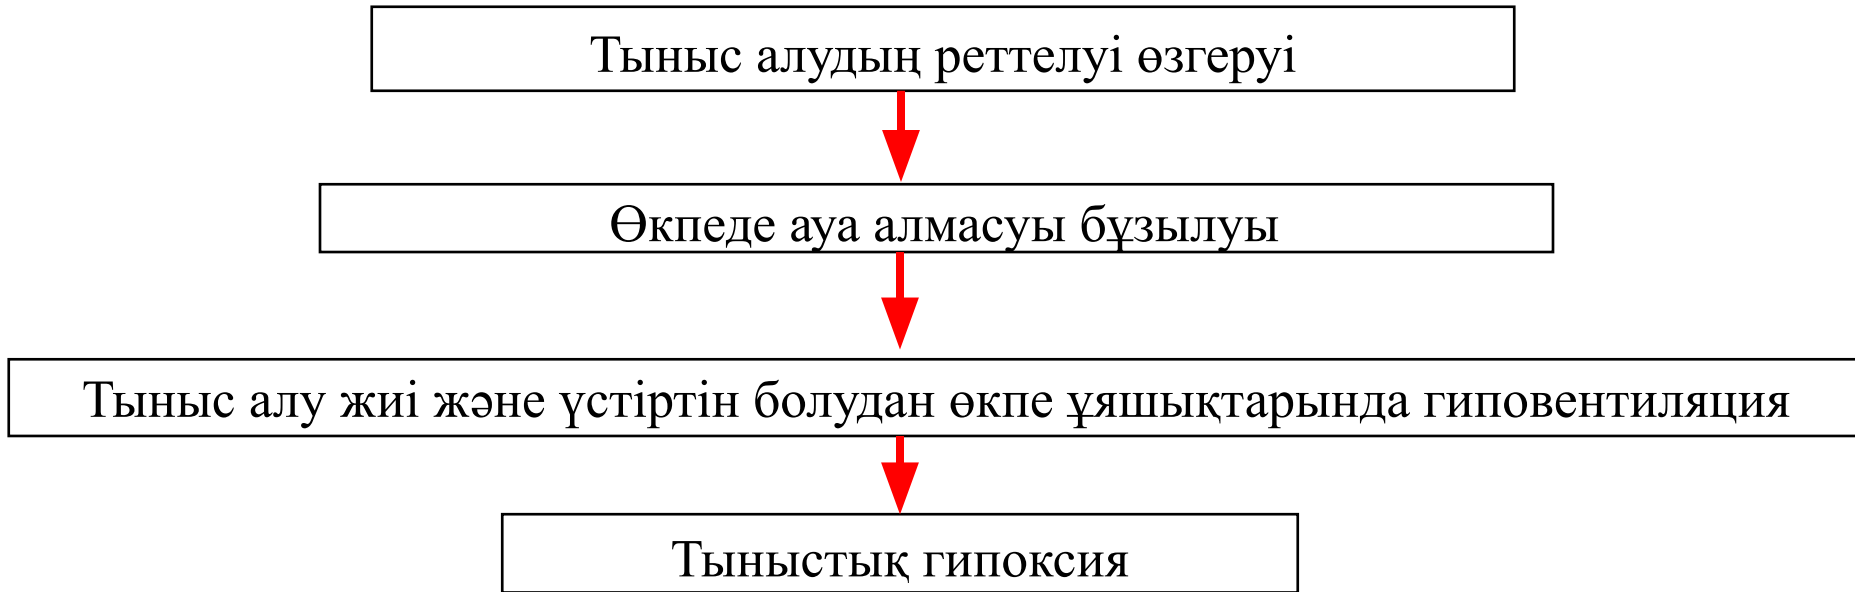 Тыныс алудың реттелуі өзгеруі
Өкпеде ауа алмасуы бұзылуы
Тыныс алу жиі және үстіртін болудан өкпе ұяшықтарында гиповентиляция
Тыныстық гипоксия